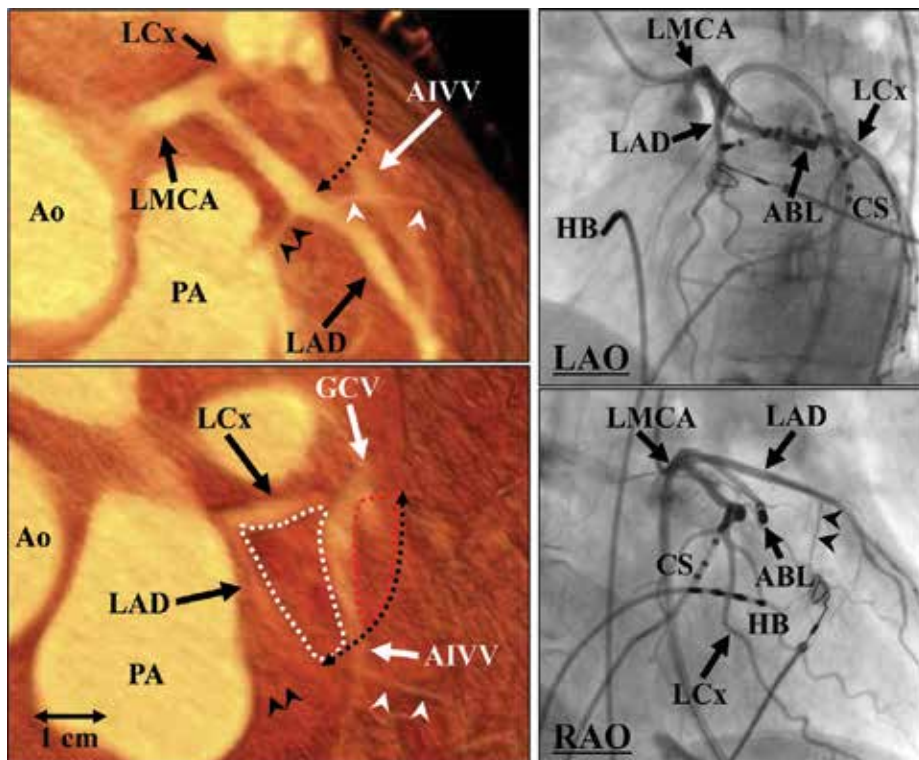 LCx
AIVV
Ao
LMCA
PA
LAD
GCV
LCx
Ao
LAD
AIVV
PA
1 cm
LMCA
LCx
LAD
ABL
CS
HB
LAO
LMCA
LAD
CS
ABL
HB
LCx
RAO